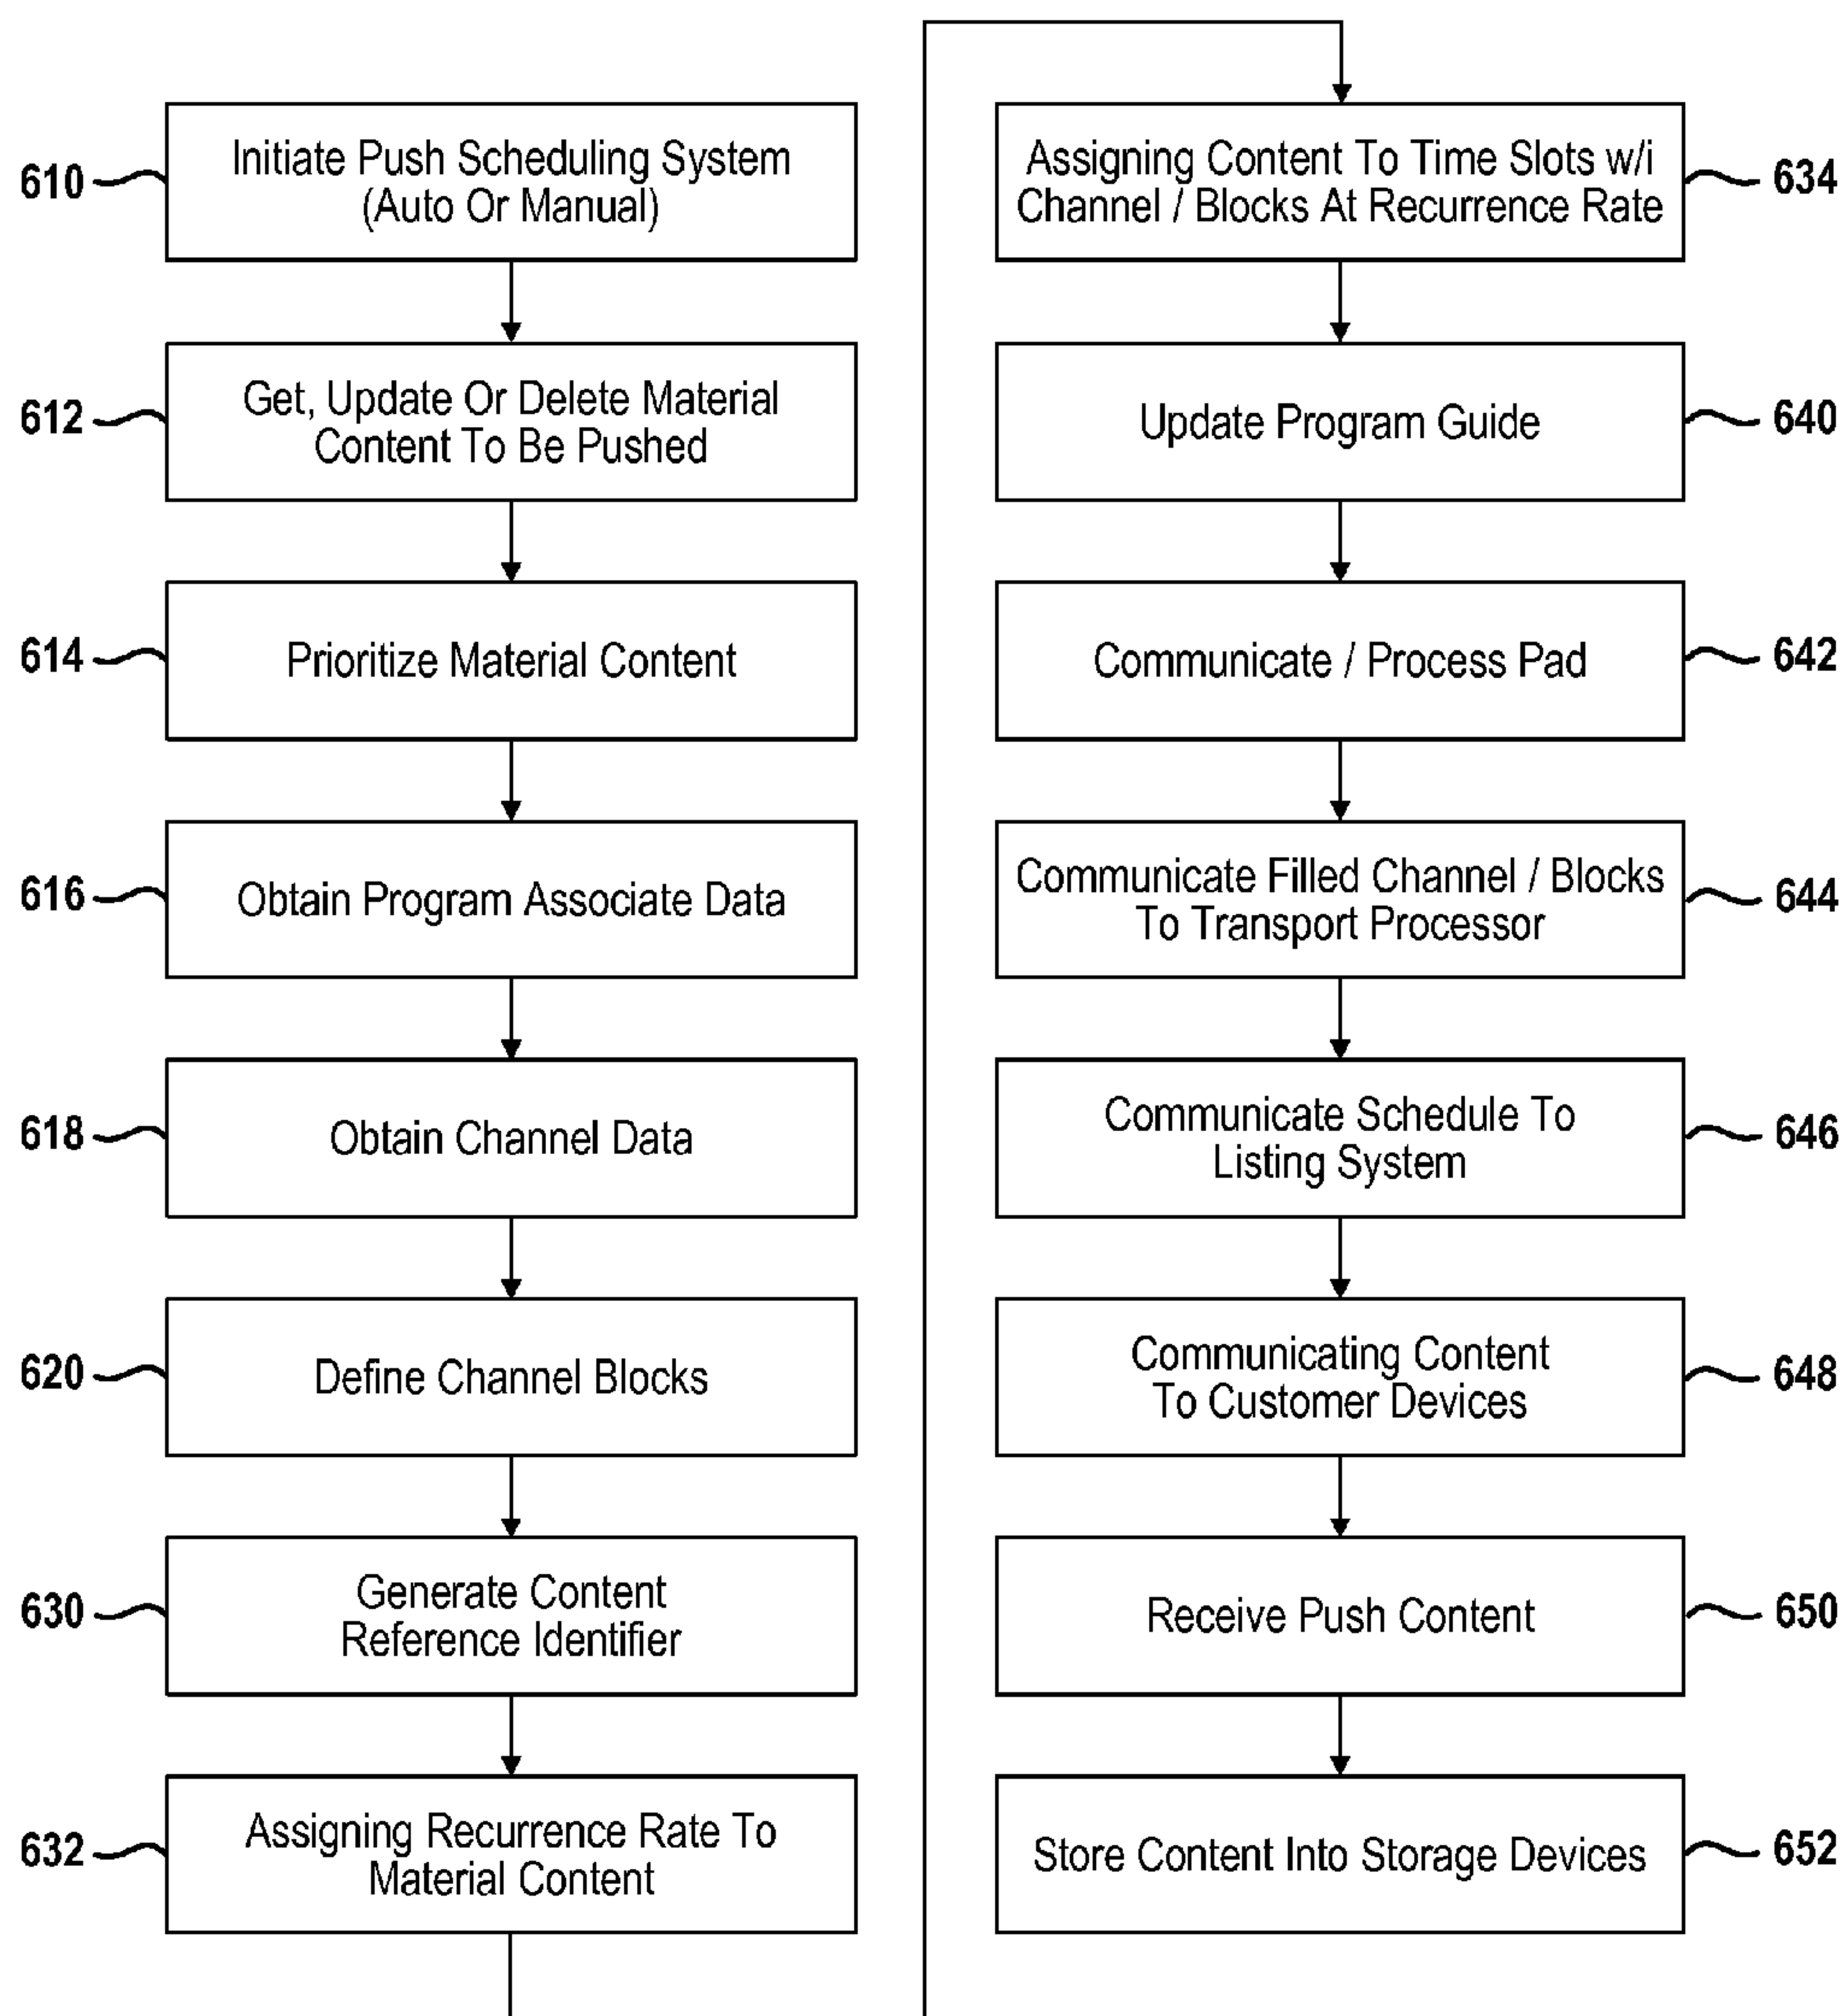 610
Initiate Push Scheduling System
(Auto Or Manual)
612
Get, Update Or Delete Material
Content To Be Pushed
614
Prioritize Material Content
616
Obtain Program Associate Data
618
Obtain Channel Data
620
Define Channel Blocks
630
Generate Content
Reference Identifier
632
Assigning Recurrence Rate To
Material Content
Assigning Content To Time Slots w/i
Channel / Blocks At Recurrence Rate
634
Update Program Guide
640
Communicate / Process Pad
642
Communicate Filled Channel / Blocks
To Transport Processor
644
Communicate Schedule To
Listing System
646
Communicating Content
To Customer Devices
648
Receive Push Content
650
Store Content Into Storage Devices
652